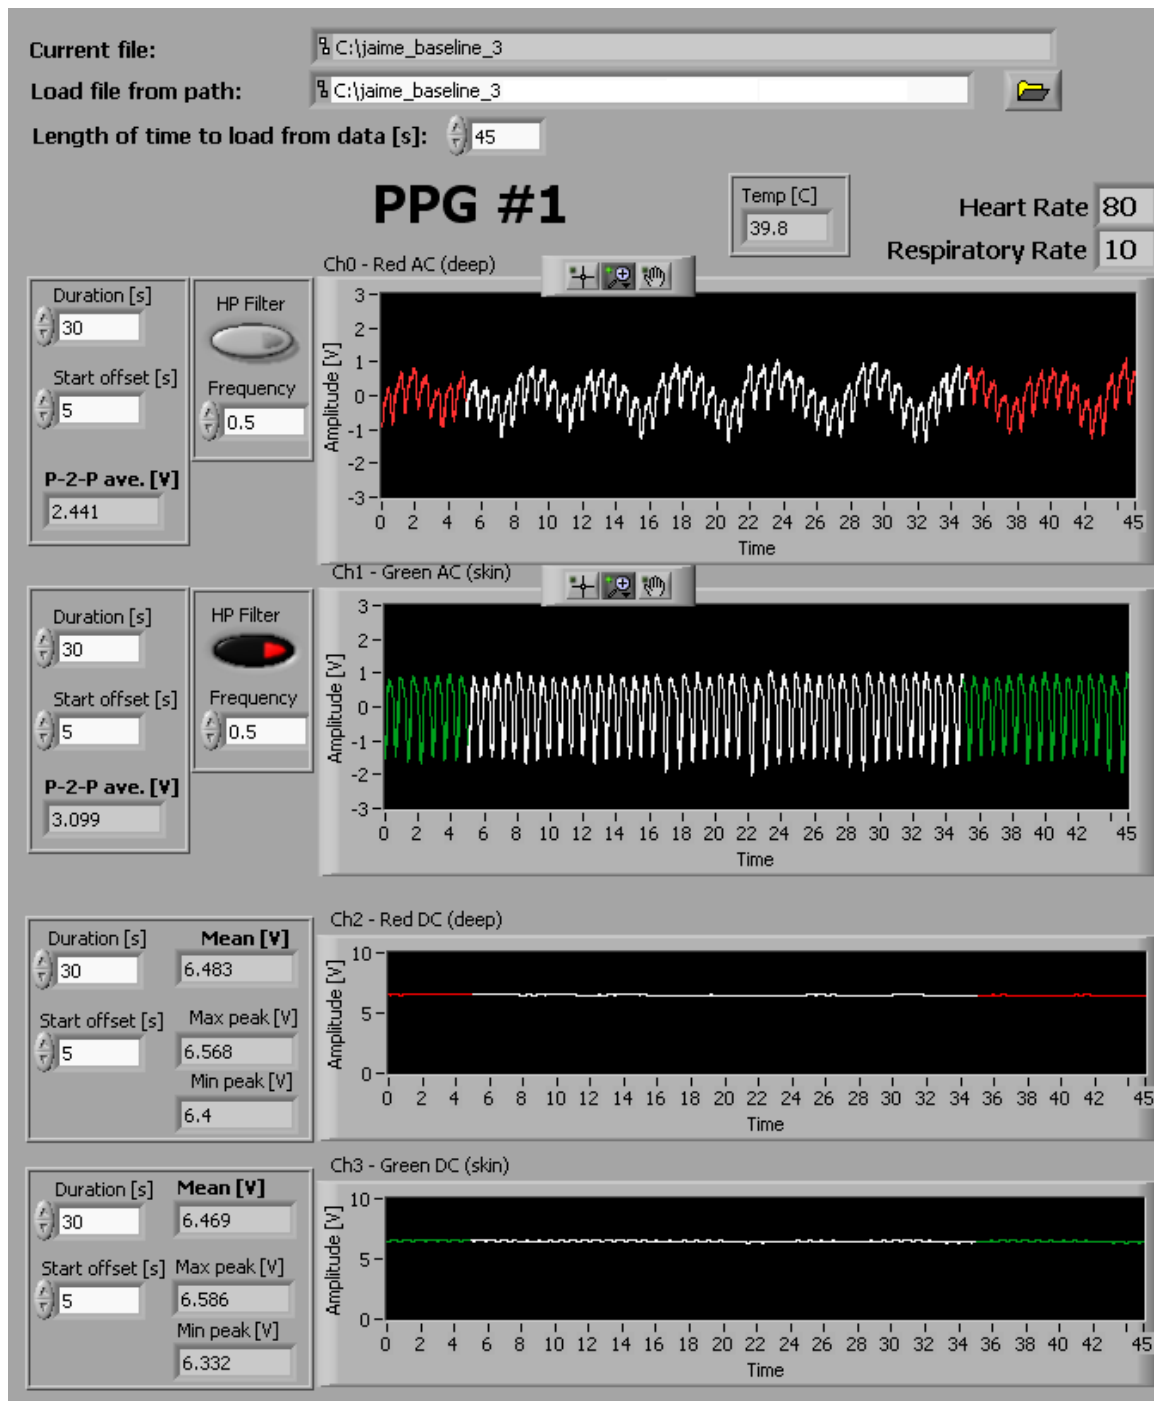 Current file: C:\jaime_baseline_3
Load file from path: C:\jaime_baseline_3
Length of time to load from data [s]: 45
PPG #1
Temp [C]
39.8
Heart Rate 80
Respiratory Rate 10
Ch0 - Red AC (deep)
Duration [s]
30
Start offset [s]
5
P-2-P ave. [V]
2.441
HP Filter
Frequency
0.5
Amplitude [V]
3
2
1
0
-1
-2
-3
0 2 4 6 8 10 12 14 16 18 20 22 24 26 28 30 32 34 36 38 40 42 45
Time
Ch1 - Green AC (skin)
Duration [s]
30
Start offset [s]
5
P-2-P ave. [V]
3.099
HP Filter
Frequency
0.5
Amplitude [V]
3
2
1
0
-1
-2
-3
0 2 4 6 8 10 12 14 16 18 20 22 24 26 28 30 32 34 36 38 40 42 45
Time
Ch2 - Red DC (deep)
Duration [s]
30
Start offset [s]
5
Mean [V]
6.483
Max peak [V]
6.568
Min peak [V]
6.4
Amplitude [V]
10
5
0
0 2 4 6 8 10 12 14 16 18 20 22 24 26 28 30 32 34 36 38 40 42 45
Time
Ch3 - Green DC (skin)
Duration [s]
30
Start offset [s]
5
Mean [V]
6.469
Max peak [V]
6.586
Min peak [V]
6.332
Amplitude [V]
10
5
0
0 2 4 6 8 10 12 14 16 18 20 22 24 26 28 30 32 34 36 38 40 42 45
Time